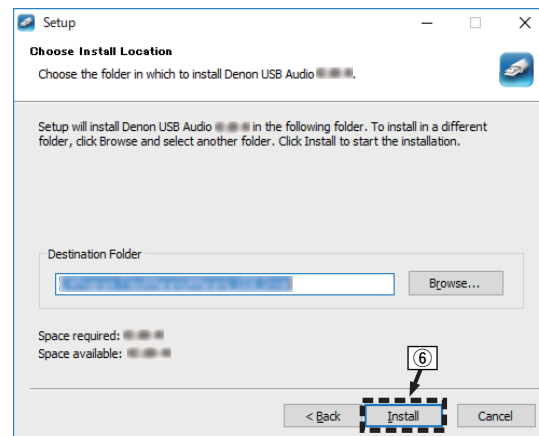 Setup
Choose Install Location
Choose the folder in which to install Denon USB Audio
Setup will install Denon USB Audio in the following folder. To install in a different
folder, click Browse and select another folder. Click Install to start the installation.
Destination Folder
Browse...
Space required:
Space available:
⑥
< Back Install Cancel